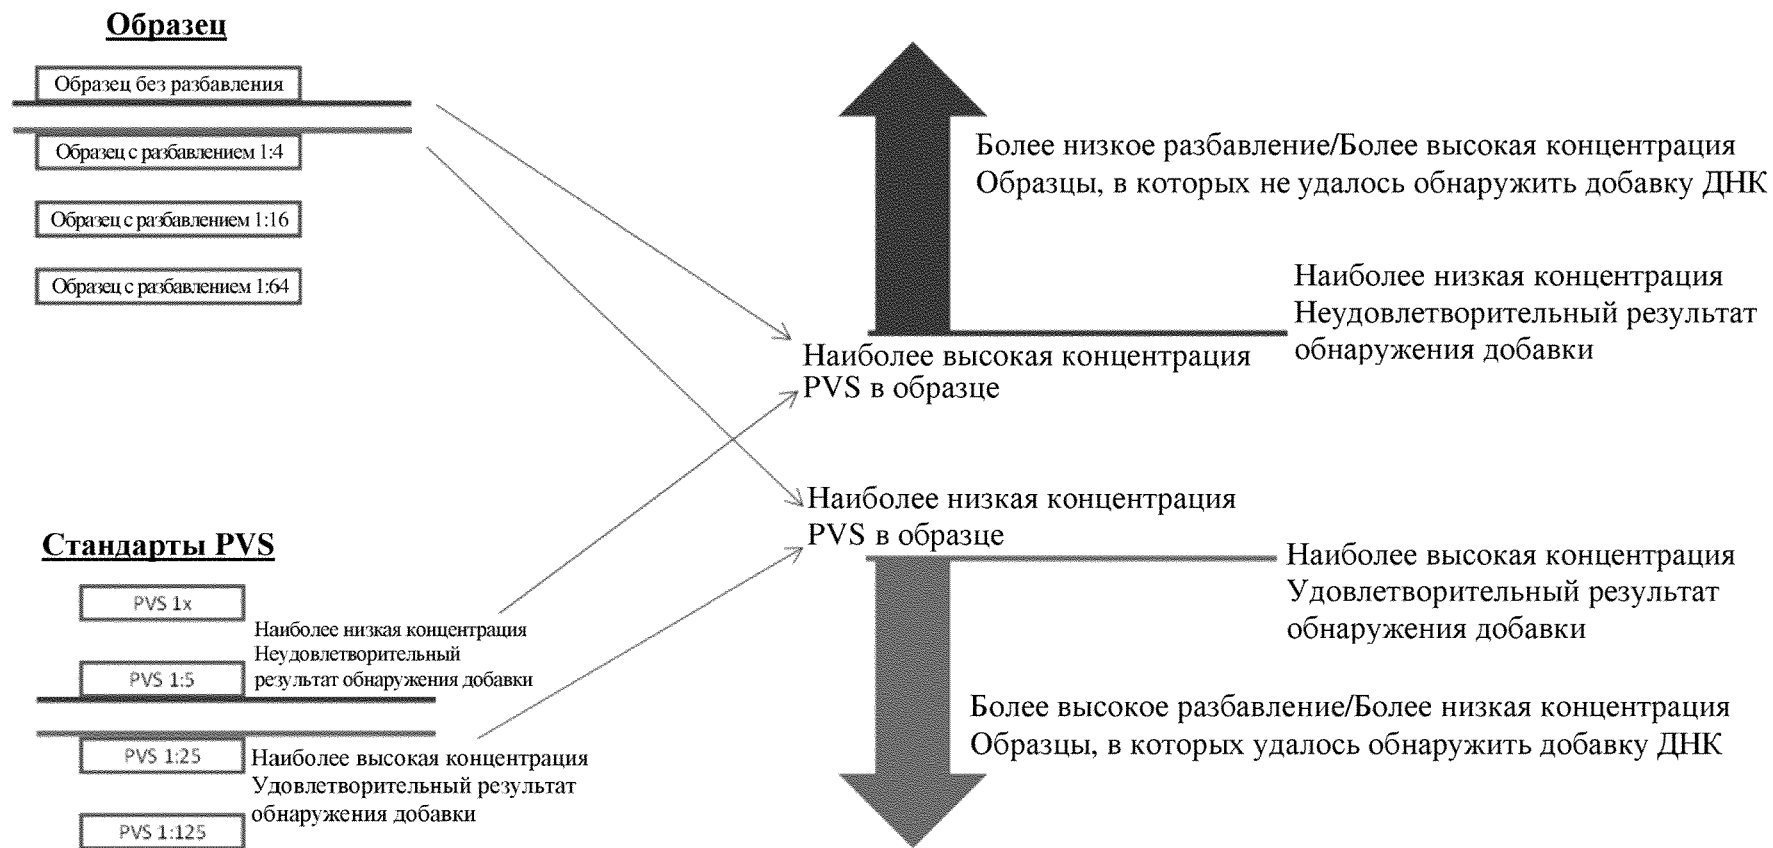 Образец
Образец без разбавления
Образец с разбавлением 1:4
Образец с разбавлением 1:16
Образец с разбавлением 1:64
Стандарты PVS
PVS 1x
Наиболее низкая концентрация
Неудовлетворительный
результат обнаружения добавки
PVS 1:5
PVS 1:25
Наиболее высокая концентрация
Удовлетворительный результат
обнаружения добавки
PVS 1:125
Более низкое разбавление/Более высокая концентрация
Образцы, в которых не удалось обнаружить добавку ДНК
Наиболее низкая концентрация
Неудовлетворительный результат
обнаружения добавки
Наиболее высокая концентрация
PVS в образце
Наиболее низкая концентрация
PVS в образце
Наиболее высокая концентрация
Удовлетворительный результат
обнаружения добавки
Более высокое разбавление/Более низкая концентрация
Образцы, в которых удалось обнаружить добавку ДНК